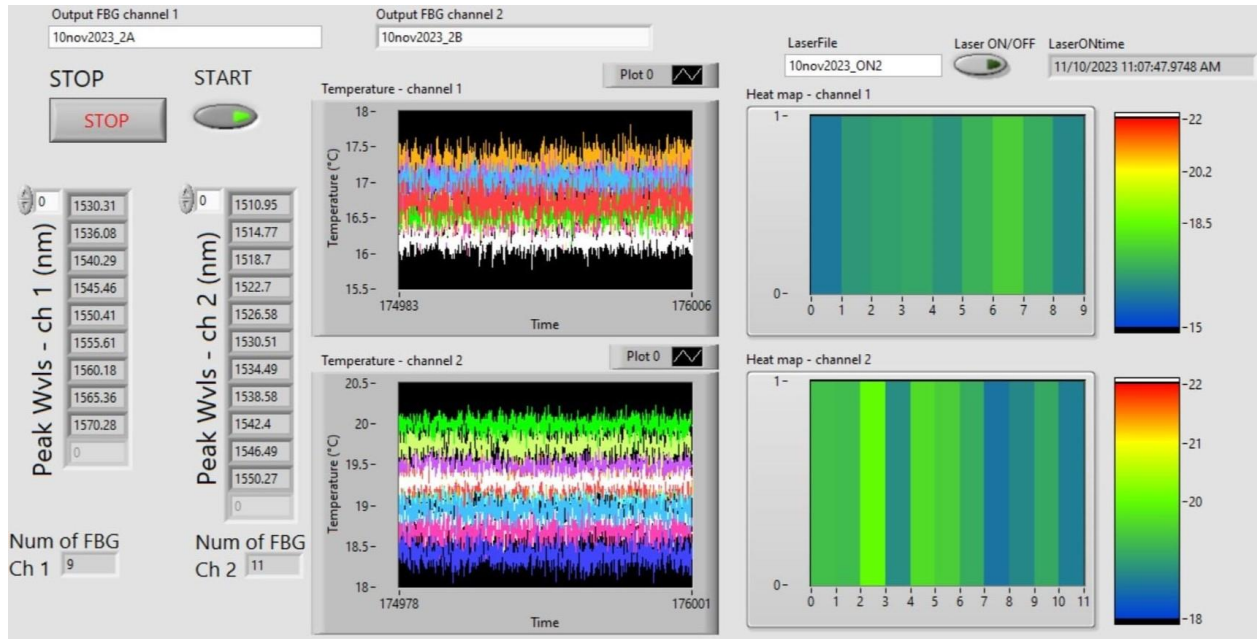 Output FBG channel 1
10nov2023_2A
Output FBG channel 2
10nov2023_2B
LaserFile
10nov2023_ON2
Laser ON/OFF
LaserONtime
11/10/2023 11:07:47.9748 AM
STOP
STOP
START
Peak Wvls - ch 1 (nm)
0
1530.31
1536.08
1540.29
1545.46
1550.41
1555.61
1560.18
1565.36
1570.28
0
Num of FBG
Ch 1
9
Peak Wvls - ch 2 (nm)
0
1510.95
1514.77
1518.7
1522.7
1526.58
1530.51
1534.49
1538.58
1542.4
1546.49
1550.27
0
Num of FBG
Ch 2
11
Temperature - channel 1
Plot 0
Temperature (°C)
18
17.5
17
16.5
16
15.5
174983
176006
Time
Heat map - channel 1
1
0
0 1 2 3 4 5 6 7 8 9
22
20.2
18.5
15
Temperature - channel 2
Plot 0
Temperature (°C)
20.5
20
19.5
19
18.5
18
174978
176001
Time
Heat map - channel 2
1
0
0 1 2 3 4 5 6 7 8 9 10 11
22
21
20
18